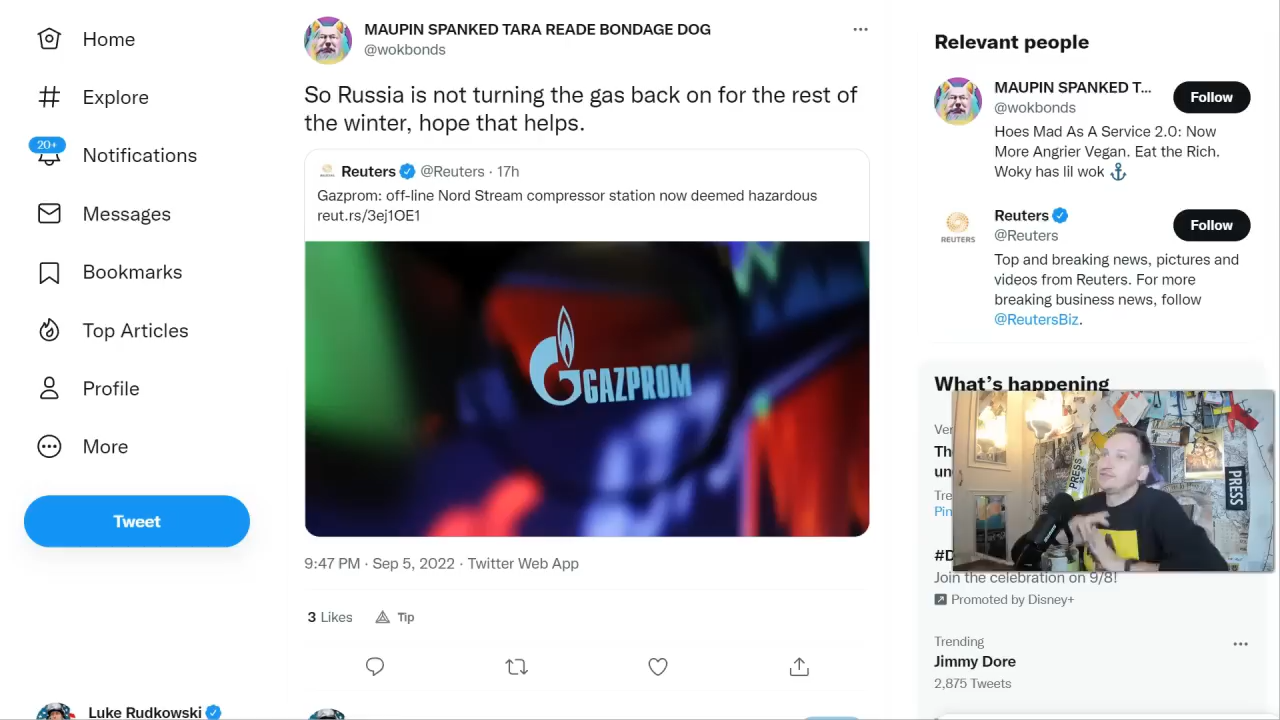 Home
Explore
20+
Notifications
Messages
Bookmarks
Top Articles
Profile
More
Tweet
Luke Rudkowski
MAUPIN SPANKED TARA READE BONDAGE DOG
@wokbonds
So Russia is not turning the gas back on for the rest of
the winter, hope that helps.
Reuters @Reuters · 17h
Gazprom: off-line Nord Stream compressor station now deemed hazardous
reut.rs/3ej1OE1
GAZPROM
9:47 PM · Sep 5, 2022 · Twitter Web App
3 Likes
Tip
Relevant people
MAUPIN SPANKED T...
@wokbonds
Follow
Hoes Mad As A Service 2.0: Now
More Angrier Vegan. Eat the Rich.
Woky has lil wok
REUTERS
Reuters
@Reuters
Follow
Top and breaking news, pictures and
videos from Reuters. For more
breaking business news, follow
@ReutersBiz.
What's happening
PRESS
PRESS
Join the celebration on 9/8!
Promoted by Disney+
Trending
Jimmy Dore
2,875 Tweets